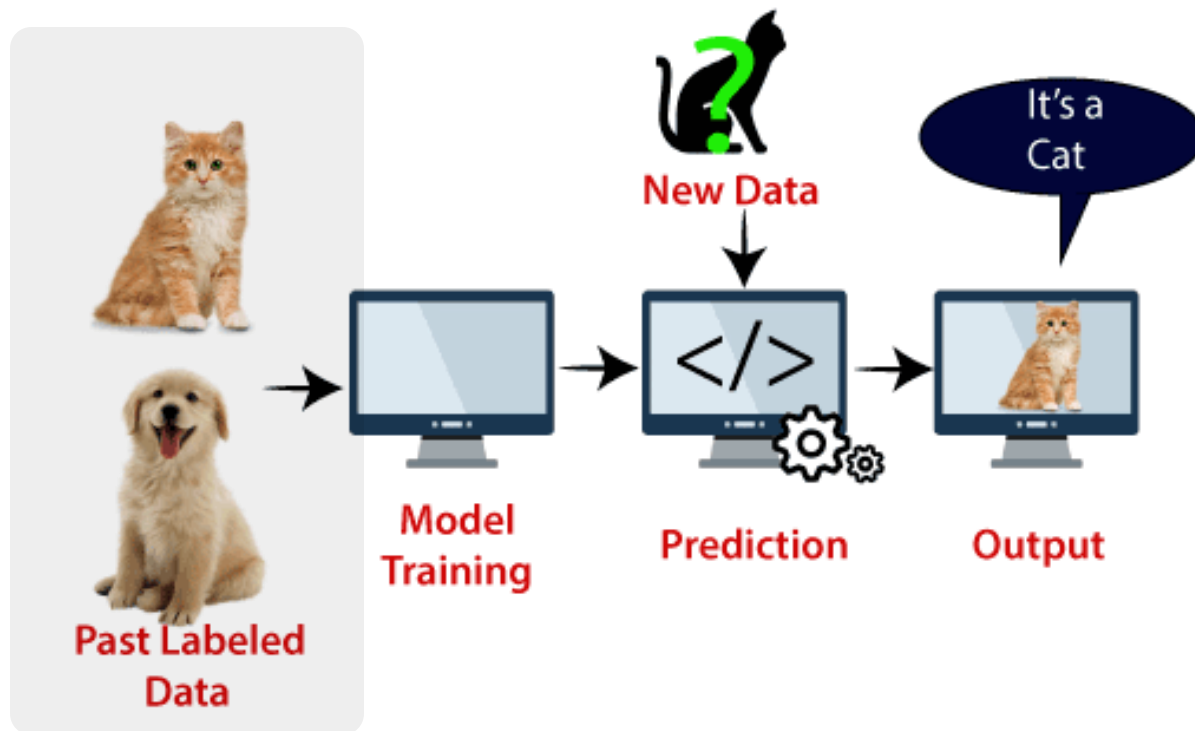 Past Labeled
Data
Model
Training
New Data
?
</>
Prediction
It's a
Cat
Output